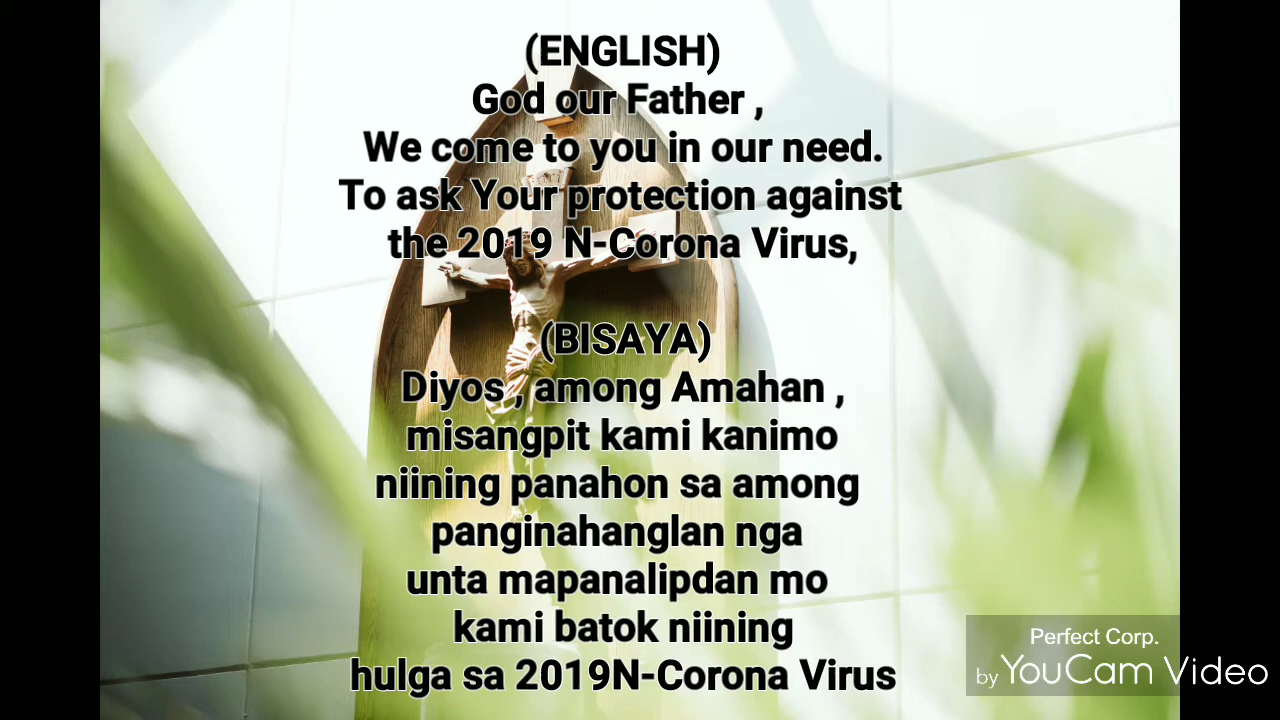 (ENGLISH)
God our Father ,
We come to you in our need.
To ask Your protection against
the 2019 N-Corona Virus,
(BISAYA)
Diyos , among Amahan ,
misangpit kami kanimo
niining panahon sa among
panginahanglan nga
unta mapanalipdan mo
kami batok niining
hulga sa 2019N-Corona Virus
Perfect Corp.
by YouCam Video